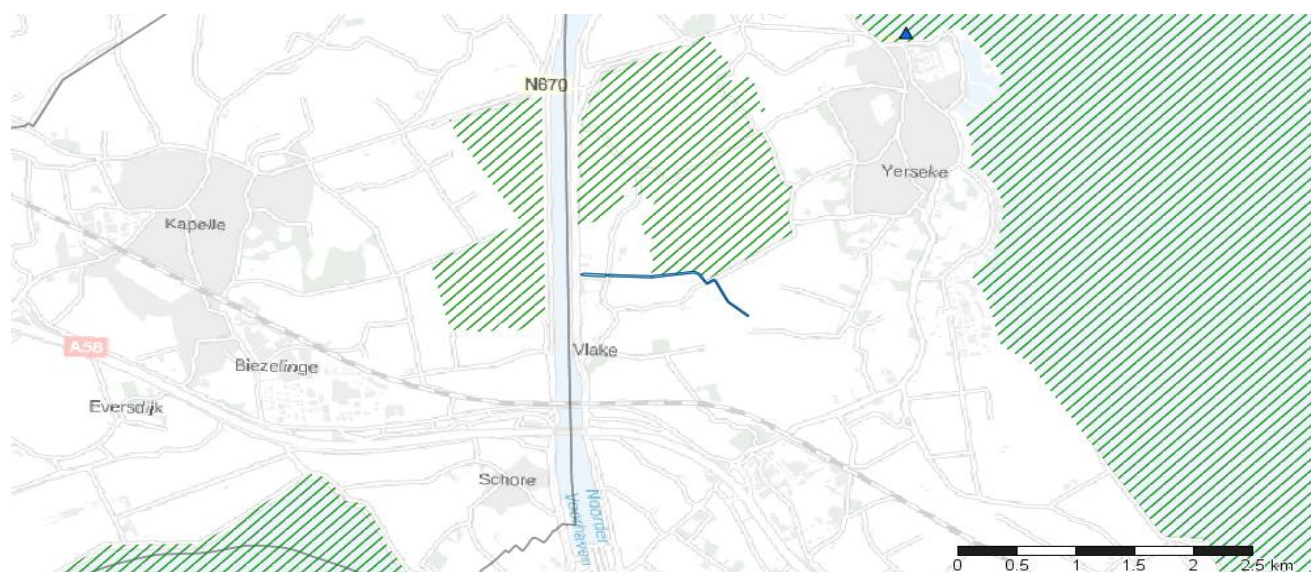 N670
Yerseke
Kapelle
Vlake
A58
Biezelinge
Eversdijk
Schore
Noorder
Voorhaven
0 0.5 1 1.5 2 2.5 km